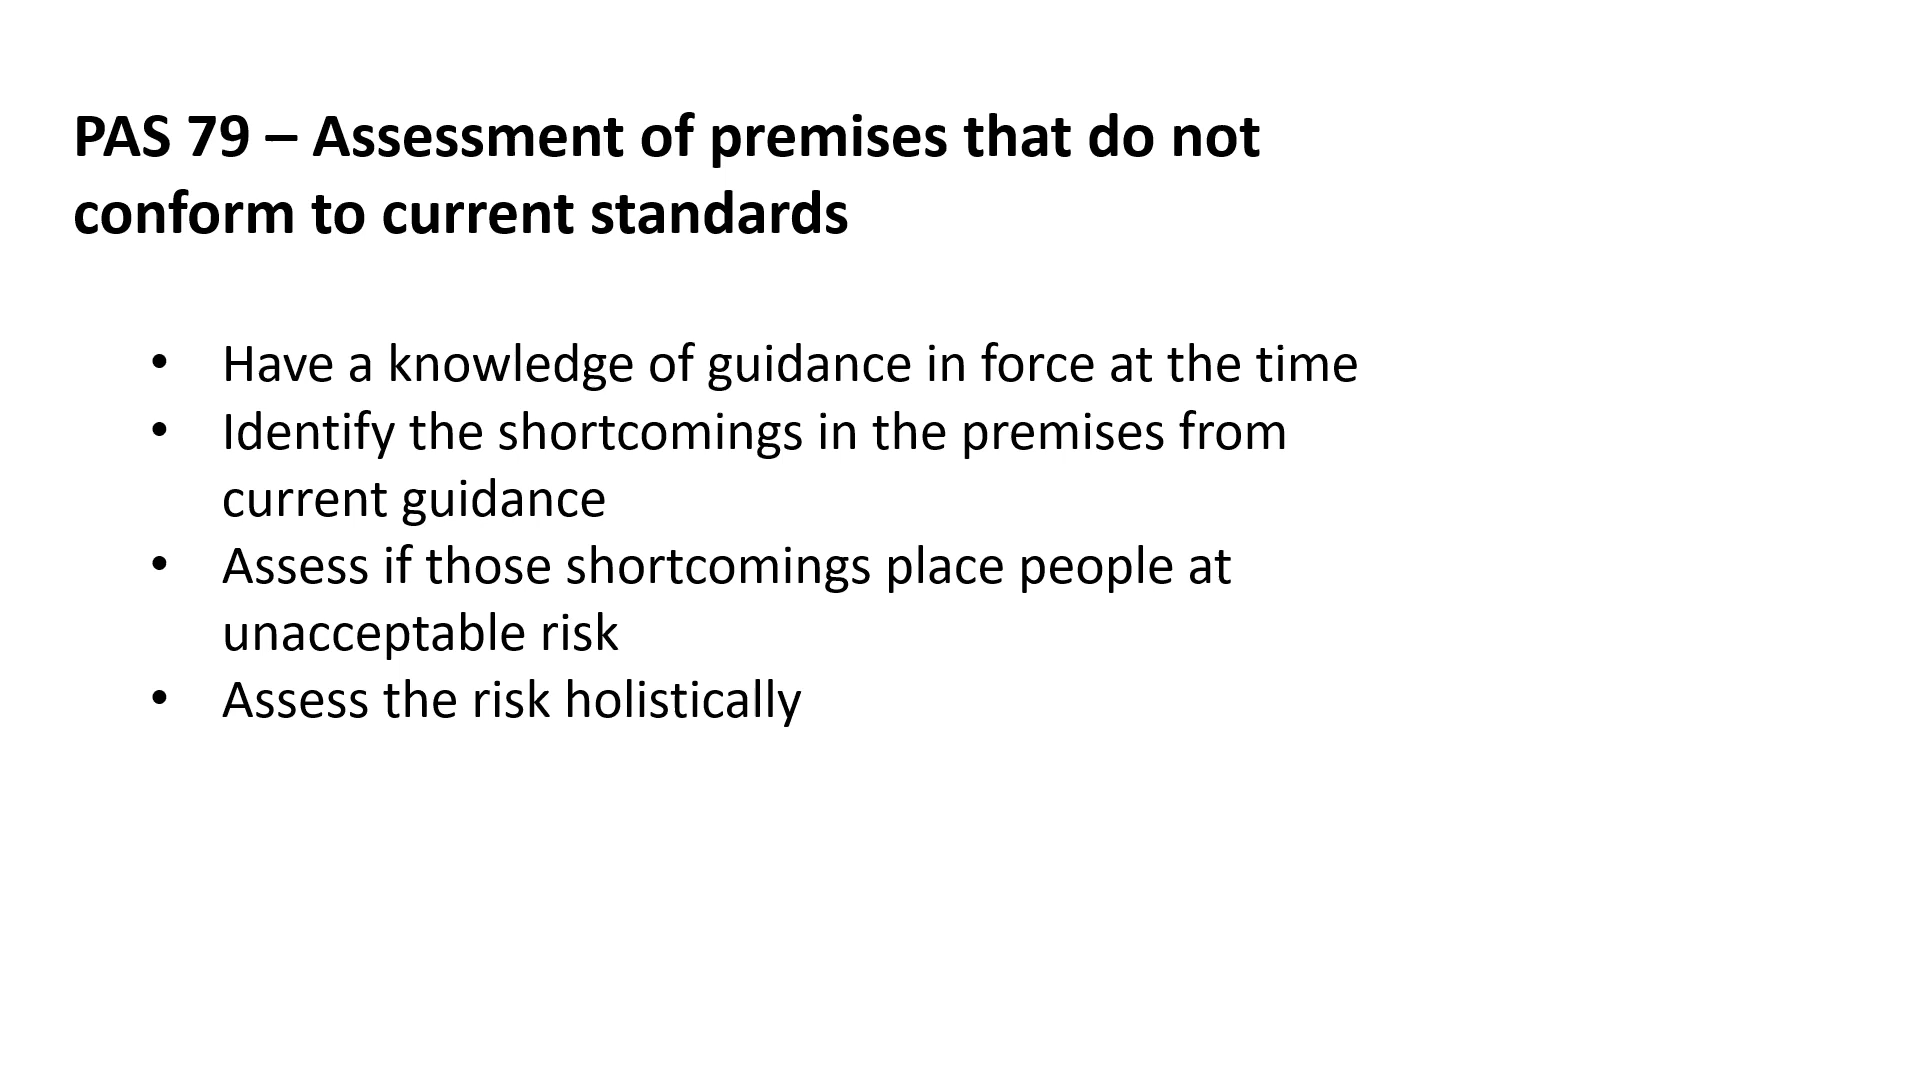 PAS 79 – Assessment of premises that do not
conform to current standards
• Have a knowledge of guidance in force at the time
• Identify the shortcomings in the premises from
current guidance
• Assess if those shortcomings place people at
unacceptable risk
• Assess the risk holistically